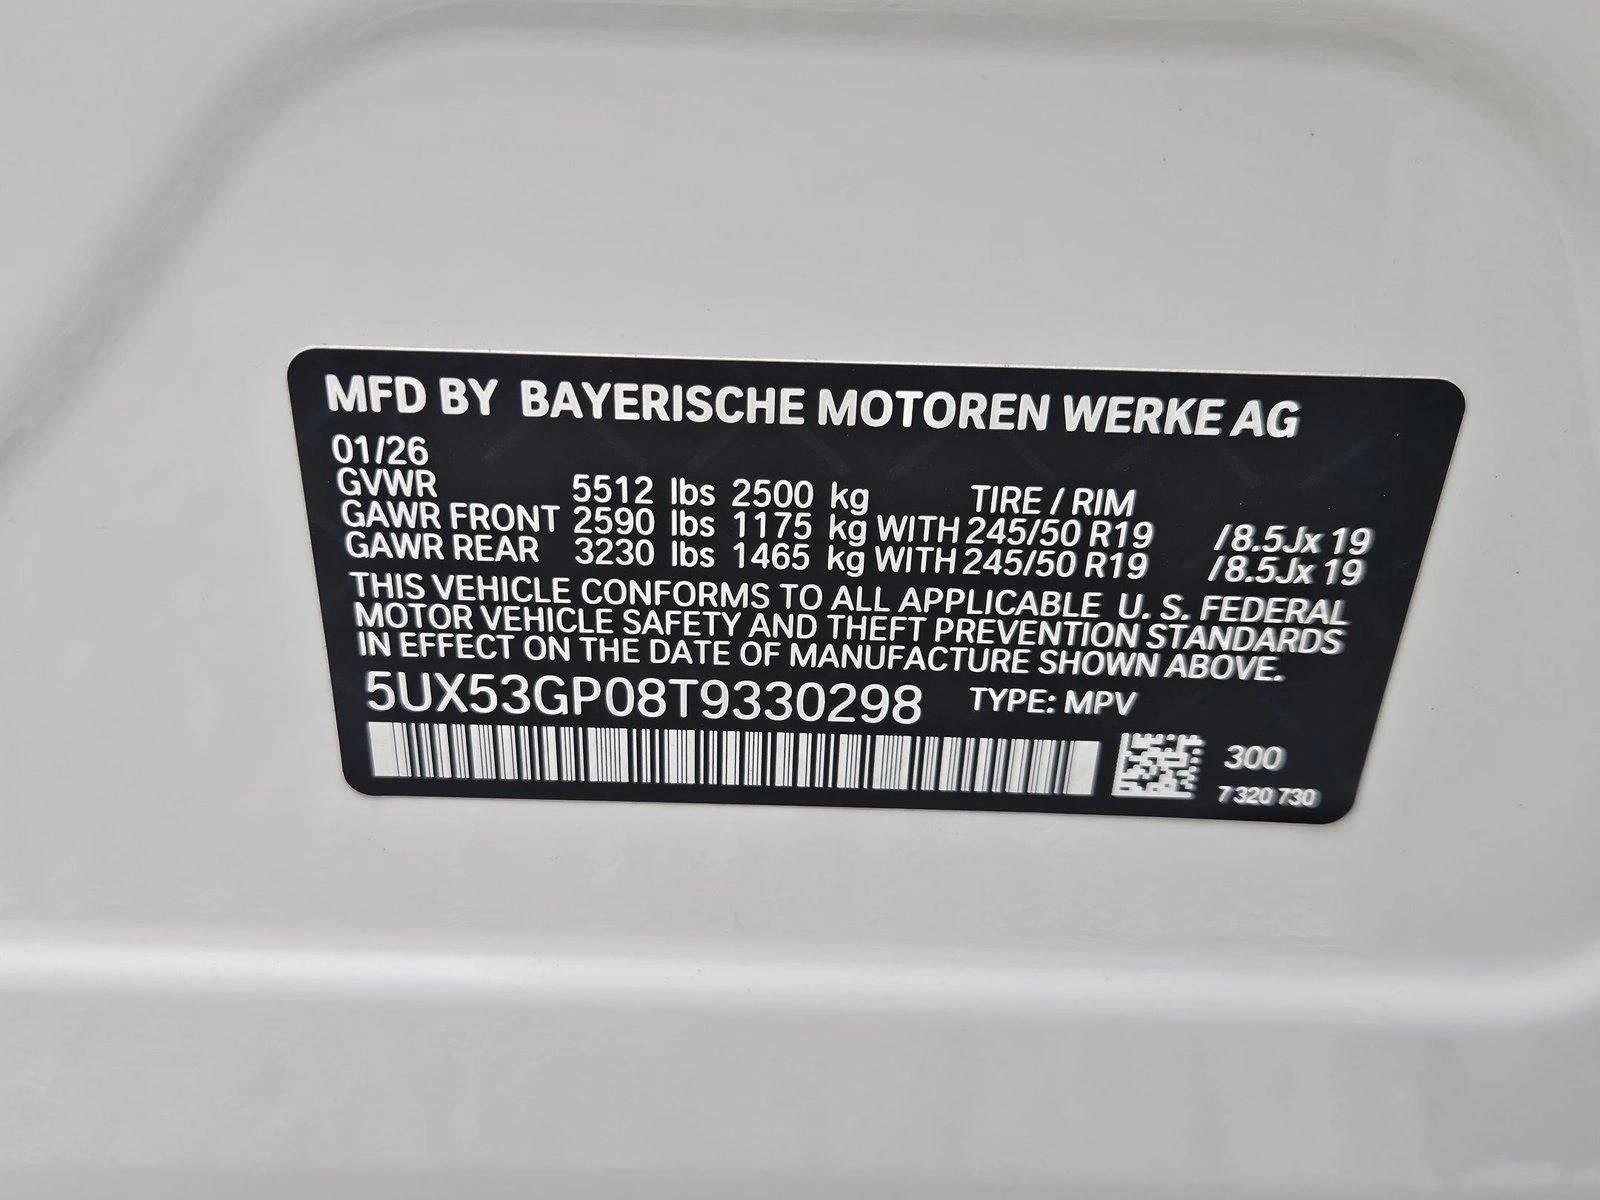 MFD BY BAYERISCHE MOTOREN WERKE AG
01/26
GVWR 5512 lbs 2500 kg TIRE / RIM
GAWR FRONT 2590 lbs 1175 kg WITH 245/50 R19 /8.5Jx 19
GAWR REAR 3230 lbs 1465 kg WITH 245/50 R19 /8.5Jx 19
THIS VEHICLE CONFORMS TO ALL APPLICABLE U. S. FEDERAL
MOTOR VEHICLE SAFETY AND THEFT PREVENTION STANDARDS
IN EFFECT ON THE DATE OF MANUFACTURE SHOWN ABOVE.
5UX53GP08T9330298 TYPE: MPV
300
7 320 730